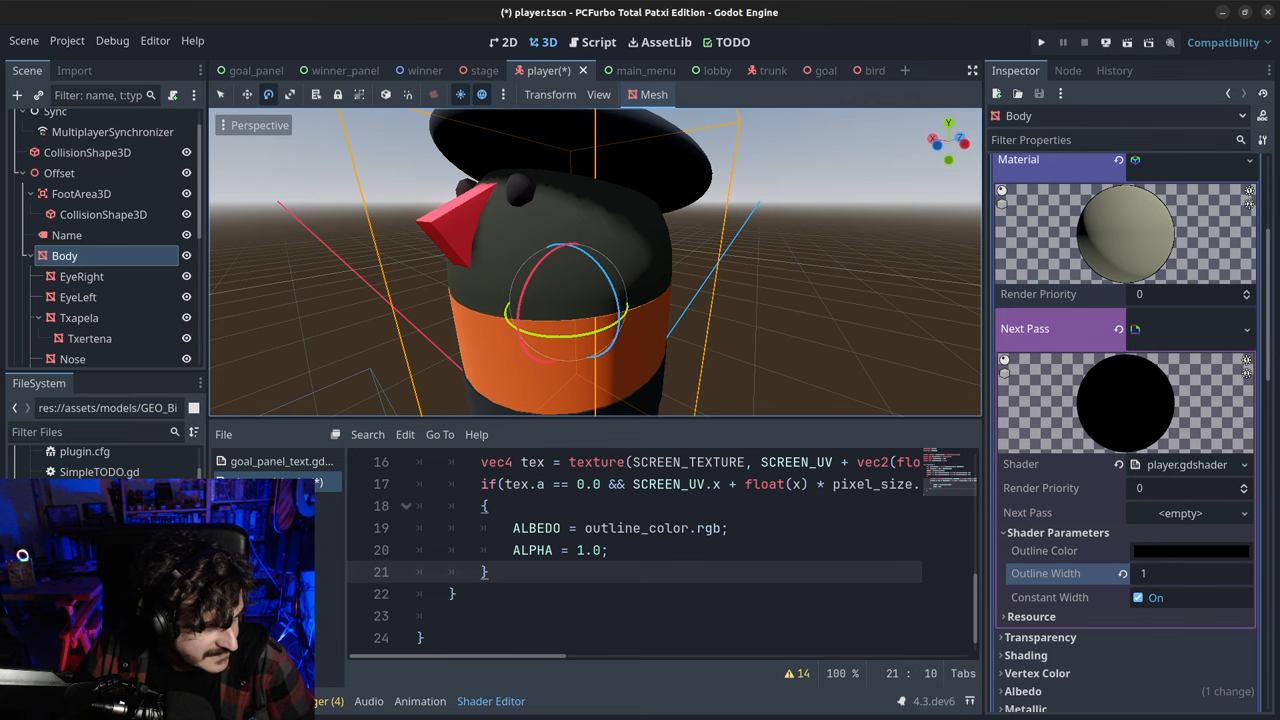 (*) player.tscn - PCFurbo Total Patxi Edition - Godot Engine
Scene Project Debug Editor Help
2D 3D Script AssetLib TODO
Compatibility
Scene Import
goal_panel winner_panel winner stage player(*) main_menu lobby trunk goal bird
Inspector Node History
Filter: name, t:typ
Transform View Mesh
Perspective
Y
X
Z
Sync
MultiplayerSynchronizer
CollisionShape3D
Offset
FootArea3D
CollisionShape3D
Name
Body
EyeRight
EyeLeft
Txapela
Txertena
Nose
FileSystem
res://assets/models/GEO_Bi
Filter Files
plugin.cfg
SimpleTODO.gd
File Search Edit Go To Help
goal_panel_text.gd...
16 vec4 tex = texture(SCREEN_TEXTURE, SCREEN_UV + vec2(flo
17 if(tex.a == 0.0 && SCREEN_UV.x + float(x) * pixel_size.
18 {
19 ALBEDO = outline_color.rgb;
20 ALPHA = 1.0;
21 }
22 }
23
24 }
14 100 % 21 : 10 Tabs
ger (4) Audio Animation Shader Editor 4.3.dev6
Body
Filter Properties
Material
Render Priority 0
Next Pass
Shader player.gdshader
Render Priority 0
Next Pass <empty>
Shader Parameters
Outline Color
Outline Width 1
Constant Width On
Resource
Transparency
Shading
Vertex Color
Albedo (1 change)
Metallic